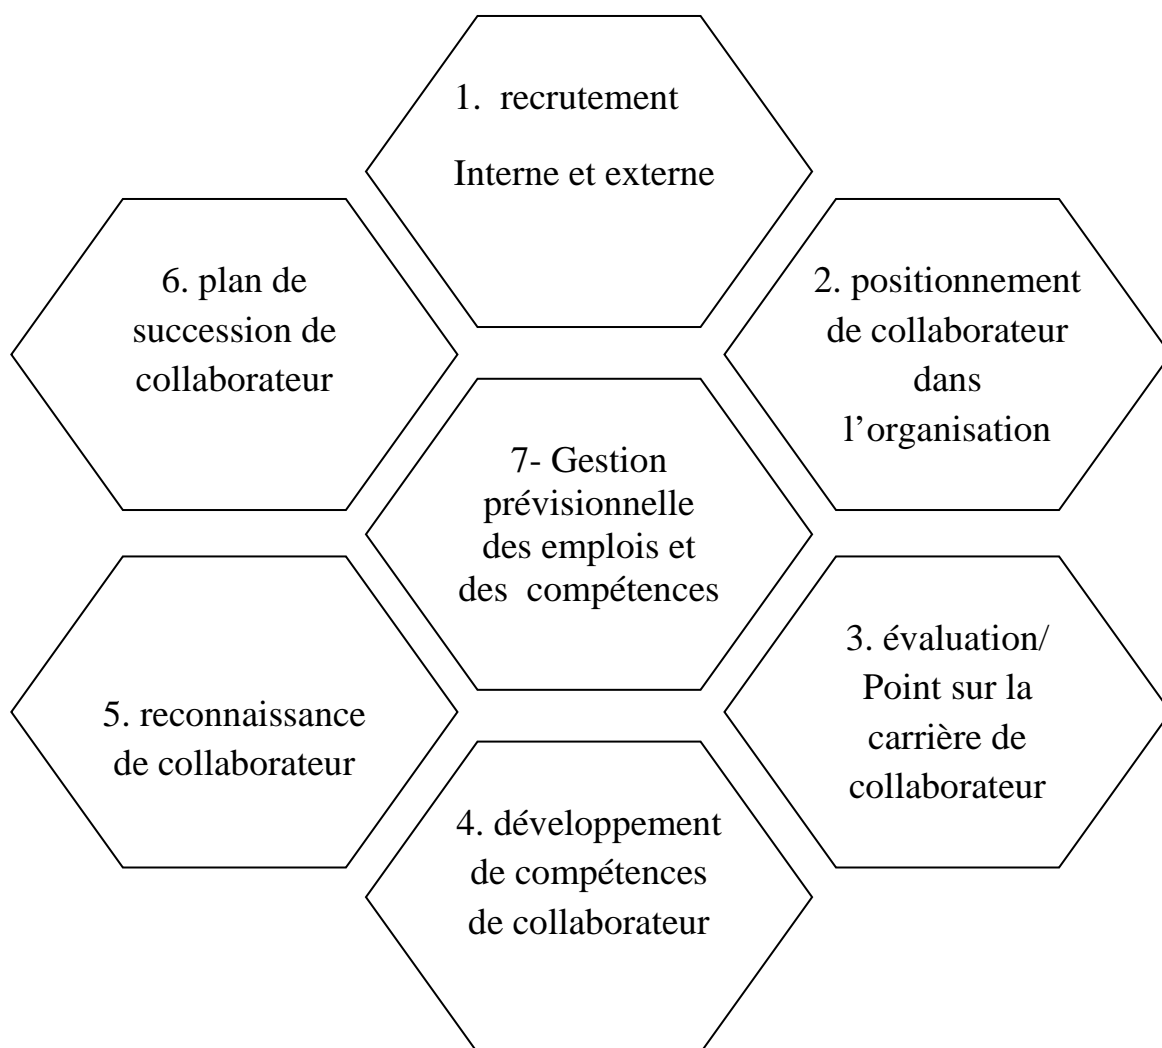 1. recrutement
Interne et externe
2. positionnement
de collaborateur
dans
l’organisation
3. évaluation/
Point sur la
carrière de
collaborateur
4. développement
de compétences
de collaborateur
5. reconnaissance
de collaborateur
6. plan de
succession de
collaborateur
7- Gestion
prévisionnelle
des emplois et
des compétences